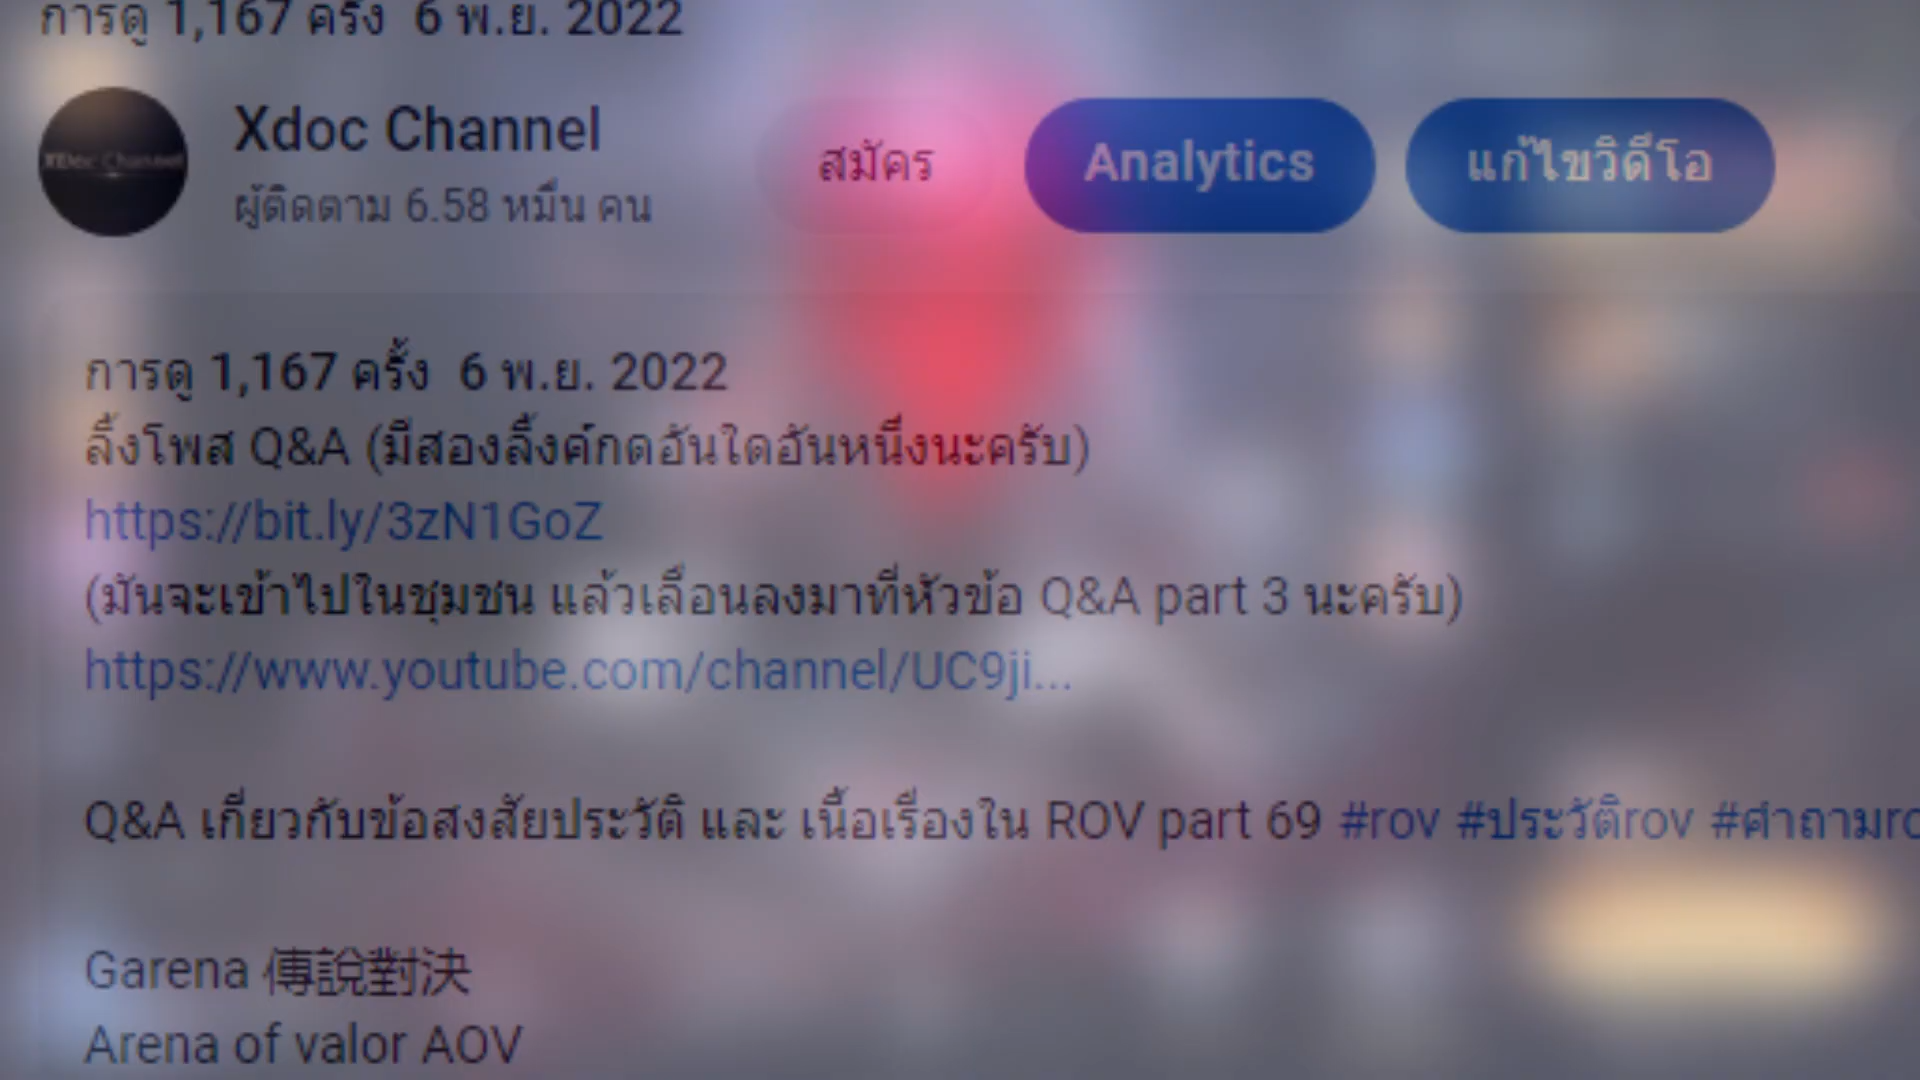 การดู 1,167 ครั้ง 6 พ.ย. 2022
Xdoc Channel
XDoc Channel
ผู้ติดตาม 6.58 หมื่น คน
สมัคร
Analytics
แก้ไขวิดีโอ
การดู 1,167 ครั้ง 6 พ.ย. 2022
ลิ้งโพส Q&A (มีสองลิ้งค์กดอันใดอันหนึ่งนะครับ)
https://bit.ly/3zN1GoZ
(มันจะเข้าไปในชุมชน แล้วเลื่อนลงมาที่หัวข้อ Q&A part 3 นะครับ)
https://www.youtube.com/channel/UC9ji...
Q&A เกี่ยวกับข้อสงสัยประวัติ และ เนื้อเรื่องใน ROV part 69 #rov #ประวัติrov #คำถามro
Garena 傳說對決
Arena of valor AOV